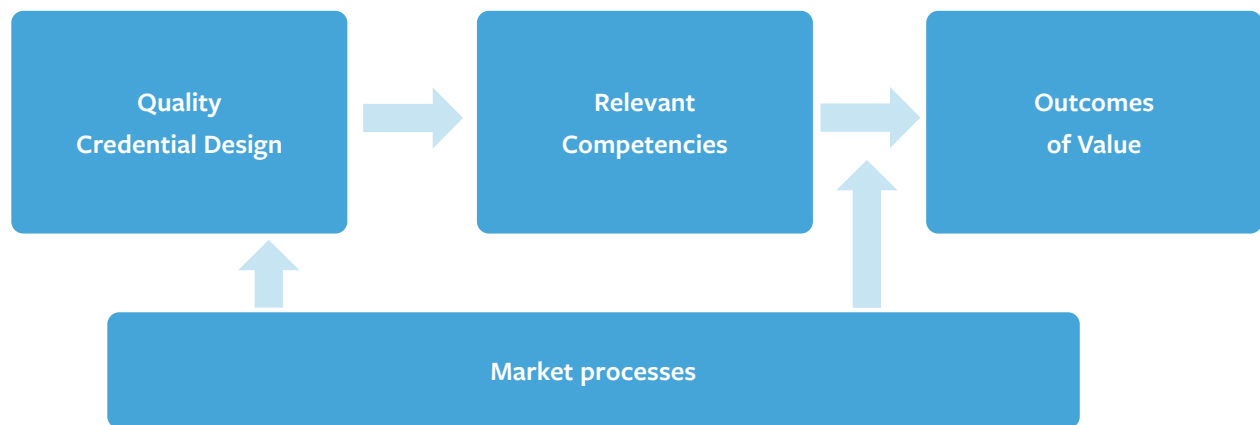 Quality
Credential Design
Relevant
Competencies
Outcomes
of Value
Market processes